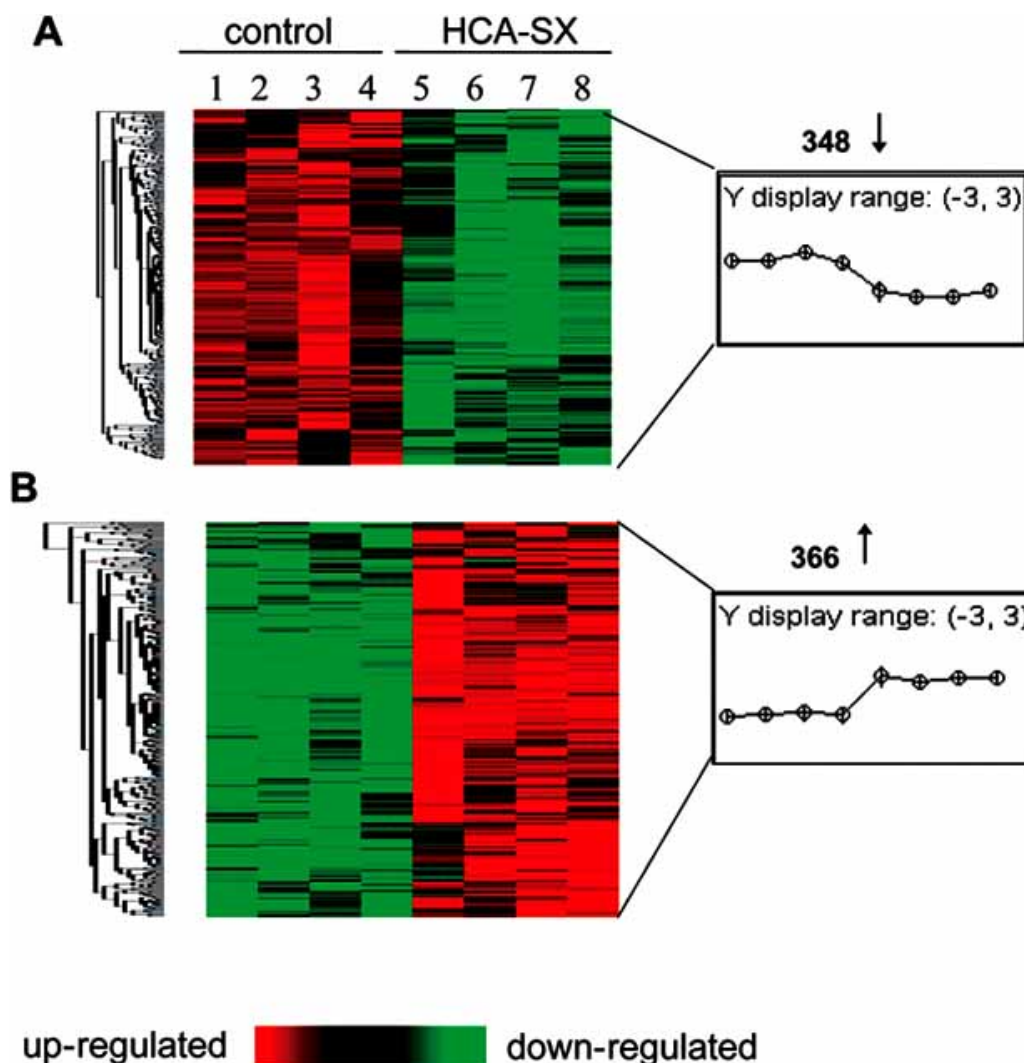 A
control HCA-SX
1 2 3 4 5 6 7 8
348 ↓
Y display range: (-3, 3)
B
366 ↑
Y display range: (-3, 3)
up-regulated down-regulated